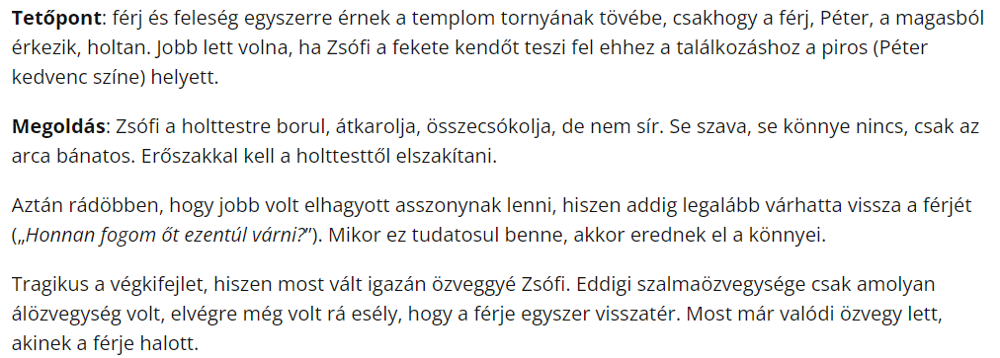 Tetőpont: férj és feleség egyszerre érnek a templom tornyának tövébe, csakhogy a férj, Péter, a magasból
érkezik, holtan. Jobb lett volna, ha Zsófi a fekete kendőt teszi fel ehhez a találkozáshoz a piros (Péter
kedvenc színe) helyett.
Megoldás: Zsófi a holttestre borul, átkarolja, összecsókolja, de nem sír. Se szava, se könnye nincs, csak az
arca bánatos. Erőszakkal kell a holttesttől elszakítani.
Aztán rádöbben, hogy jobb volt elhagyott asszonynak lenni, hiszen addig legalább várhatta vissza a férjét
(„Honnan fogom őt ezentúl várni?”). Mikor ez tudatosul benne, akkor erednek el a könnyei.
Tragikus a végkifejlet, hiszen most vált igazán özveggyé Zsófi. Eddigi szalmaözvegysége csak amolyan
álözvegység volt, elvégre még volt rá esély, hogy a férje egyszer visszatér. Most már valódi özvegy lett,
akinek a férje halott.